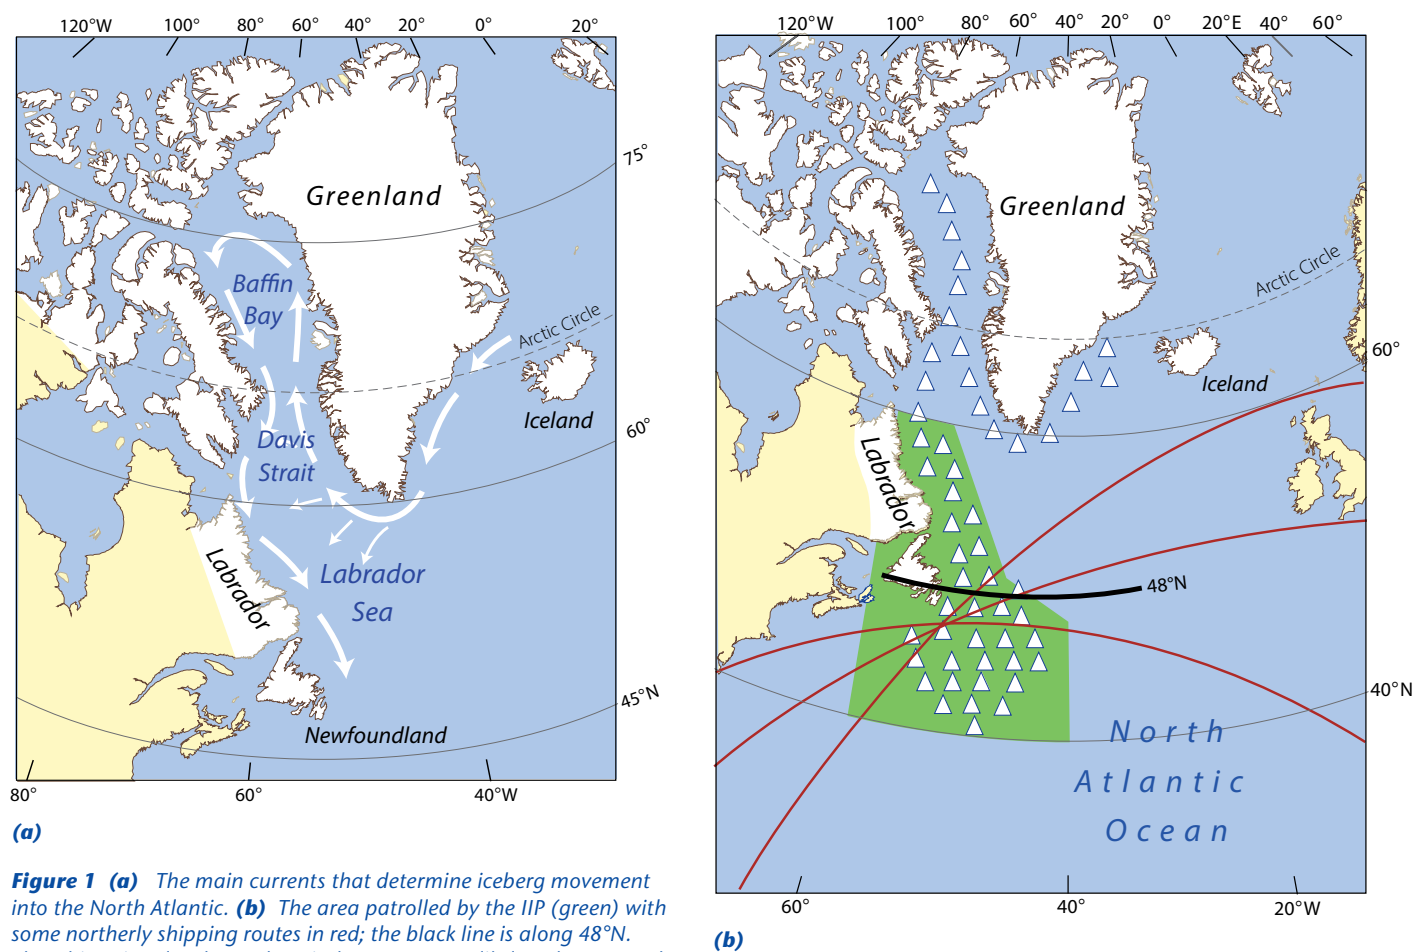 120°W 100° 80° 60° 40° 20° 0° 20°
75°
Greenland
Baffin
Bay
Arctic Circle
Iceland
60°
Davis
Strait
Labrador
Labrador
Sea
45°N
Newfoundland
80° 60° 40°W
(a)
Figure 1 (a) The main currents that determine iceberg movement
into the North Atlantic. (b) The area patrolled by the IIP (green) with
some northerly shipping routes in red; the black line is along 48°N.
120°W 100° 80° 60° 40° 20° 0° 20°E 40° 60°
Greenland
Arctic Circle
60°
Iceland
Labrador
48°N
40°N
North
Atlantic
Ocean
60° 40° 20°W
(b)